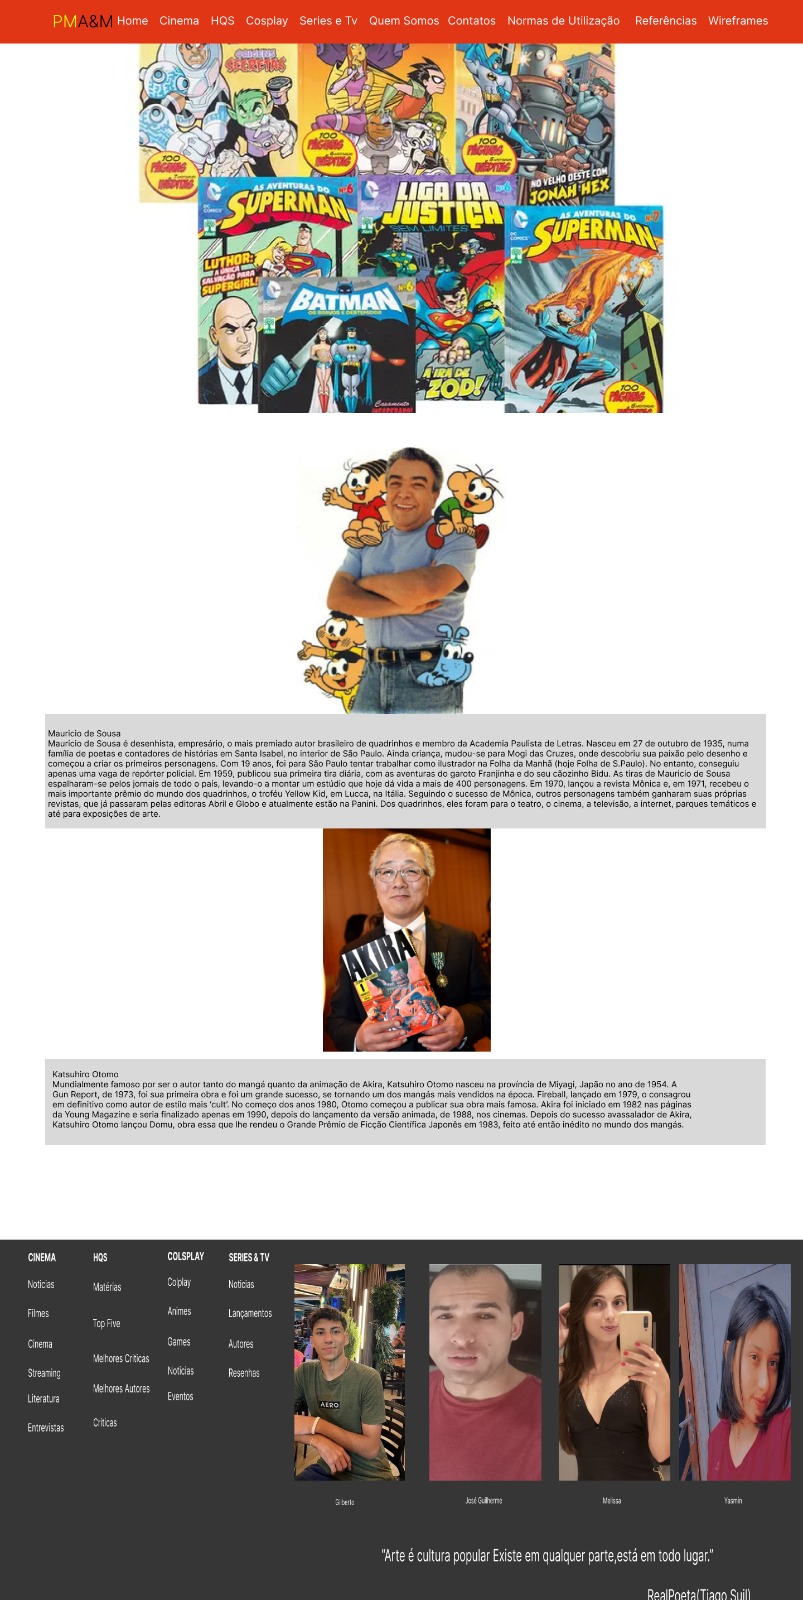 PMA&M Home Cinema HQS Cosplay Series e Tv Quem Somos Contatos Normas de Utilização Referências Wireframes
ORIGENS
SECRETAS
100
PÁGINAS
INÉDITAS
100
PÁGINAS
INÉDITAS
100
PÁGINAS
INÉDITAS
NO VELHO OESTE COM
JONAH HEX
DC
COMICS
AS AVENTURAS DO
Nº6
SUPERMAN
LUTHOR:
A ÚNICA
SALVAÇÃO PARA
SUPERGIRL!
LIGA DA
JUSTIÇA
SEM LIMITES
Nº6
A IRA DE
ZOD!
DC
COMICS
AS AVENTURAS DO
Nº7
SUPERMAN
Abril
100
PÁGINAS
INÉDITAS
BATMAN
Nº6
OS BRAVOS E DESTEMIDOS
Abril
Casamento
INESPERADO!
Mauricio de Sousa
Mauricio de Sousa é desenhista, empresário, o mais premiado autor brasileiro de quadrinhos e membro da Academia Paulista de Letras. Nasceu em 27 de outubro de 1935, numa
família de poetas e contadores de histórias em Santa Isabel, no interior de São Paulo. Ainda criança, mudou-se para Mogi das Cruzes, onde descobriu sua paixão pelo desenho e
começou a criar os primeiros personagens. Com 19 anos, foi para São Paulo tentar trabalhar como ilustrador na Folha da Manhã (hoje Folha de S.Paulo). No entanto, conseguiu
apenas uma vaga de repórter policial. Em 1959, publicou sua primeira tira diária, com as aventuras do garoto Franjinha e do seu cãozinho Bidu. As tiras de Mauricio de Sousa
espalharam-se pelos jornais de todo o país, levando-o a montar um estúdio que hoje dá vida a mais de 400 personagens. Em 1970, lançou a revista Mônica e, em 1971, recebeu o
mais importante prêmio do mundo dos quadrinhos, o troféu Yellow Kid, em Lucca, na Itália. Seguindo o sucesso de Mônica, outros personagens também ganharam suas próprias
revistas, que já passaram pelas editoras Abril e Globo e atualmente estão na Panini. Dos quadrinhos, eles foram para o teatro, o cinema, a televisão, a internet, parques temáticos e
até para exposições de arte.
AKIRA
1
Katsuhiro Otomo
Mundialmente famoso por ser o autor tanto do mangá quanto da animação de Akira, Katsuhiro Otomo nasceu na província de Miyagi, Japão no ano de 1954. A
Gun Report, de 1973, foi sua primeira obra e foi um grande sucesso, se tornando um dos mangás mais vendidos na época. Fireball, lançado em 1979, o consagrou
em definitivo como autor de estilo mais 'cult'. No começo dos anos 1980, Otomo começou a publicar sua obra mais famosa. Akira foi iniciado em 1982 nas páginas
da Young Magazine e seria finalizado apenas em 1990, depois do lançamento da versão animada, de 1988, nos cinemas. Depois do sucesso avassalador de Akira,
Katsuhiro Otomo lançou Domu, obra essa que lhe rendeu o Grande Prêmio de Ficção Científica Japonês em 1983, feito até então inédito no mundo dos mangás.
CINEMA
Noticias
Filmes
Cinema
Streaming
Literatura
Entrevistas
HQS
Matérias
Top Five
Melhores Criticas
Melhores Autores
Criticas
COLSPLAY
Colplay
Animes
Games
Noticias
Eventos
SERIES & TV
Noticias
Lançamentos
Autores
Resenhas
AERO
Gilberto
José Guilherme
Melissa
Yasmin
"Arte é cultura popular Existe em qualquer parte,está em todo lugar."
RealPoeta(Tiago Suil)